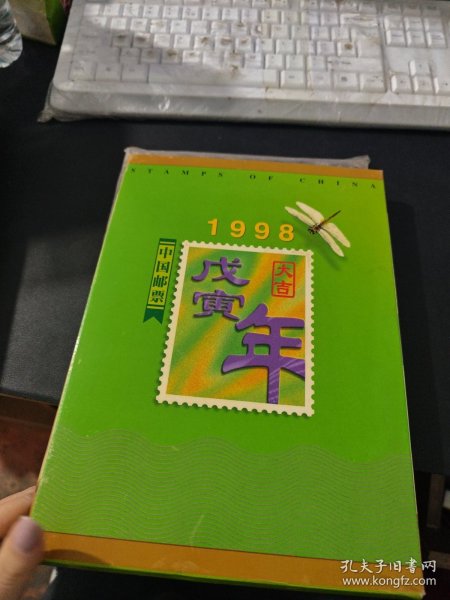 STAMPS OF CHINA
1998
中国邮票
大吉
戊寅
年
孔夫子旧书网
www.kongfz.com